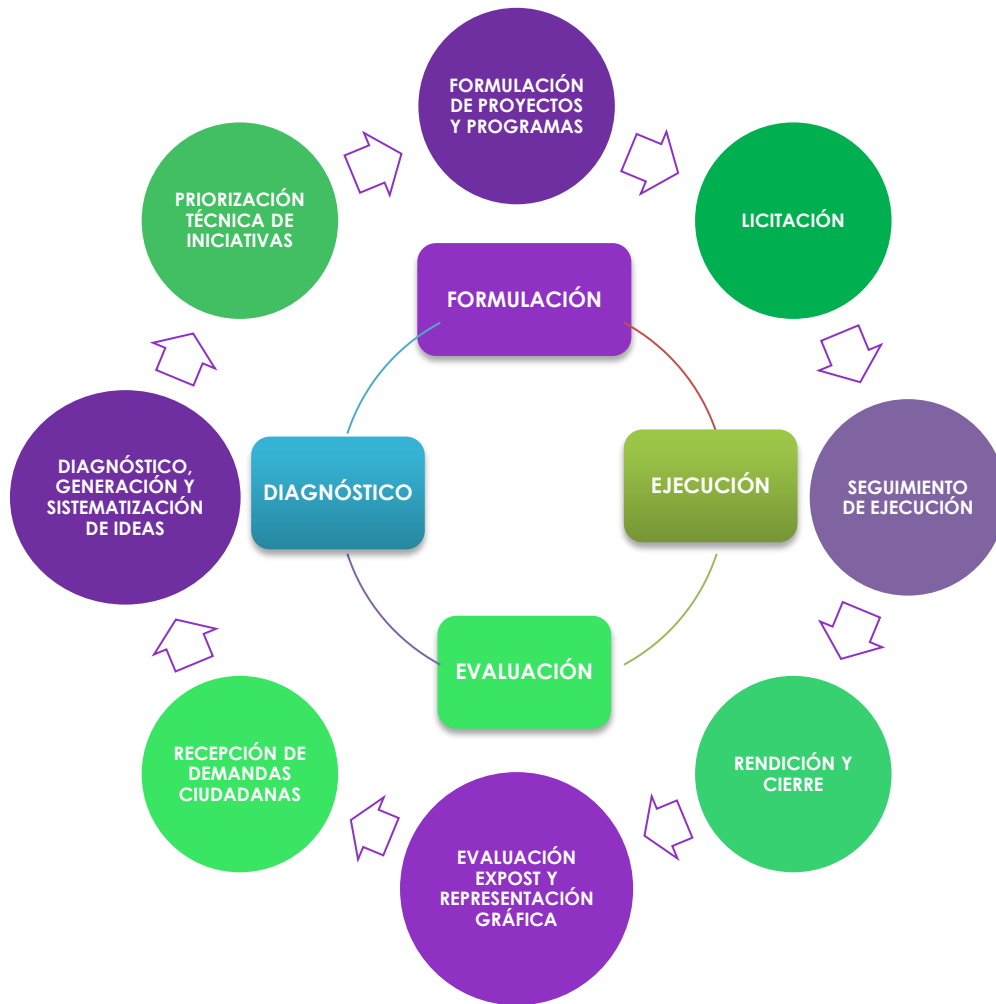 FORMULACIÓN
DE PROYECTOS
Y PROGRAMAS
LICITACIÓN
SEGUIMIENTO
DE EJECUCIÓN
RENDICIÓN Y
CIERRE
EVALUACIÓN
EXPOST Y
REPRESENTACIÓN
GRÁFICA
RECEPCIÓN DE
DEMANDAS
CIUDADANAS
DIAGNÓSTICO,
GENERACIÓN Y
SISTEMATIZACIÓN
DE IDEAS
PRIORIZACIÓN
TÉCNICA DE
INICIATIVAS
FORMULACIÓN
EJECUCIÓN
EVALUACIÓN
DIAGNÓSTICO